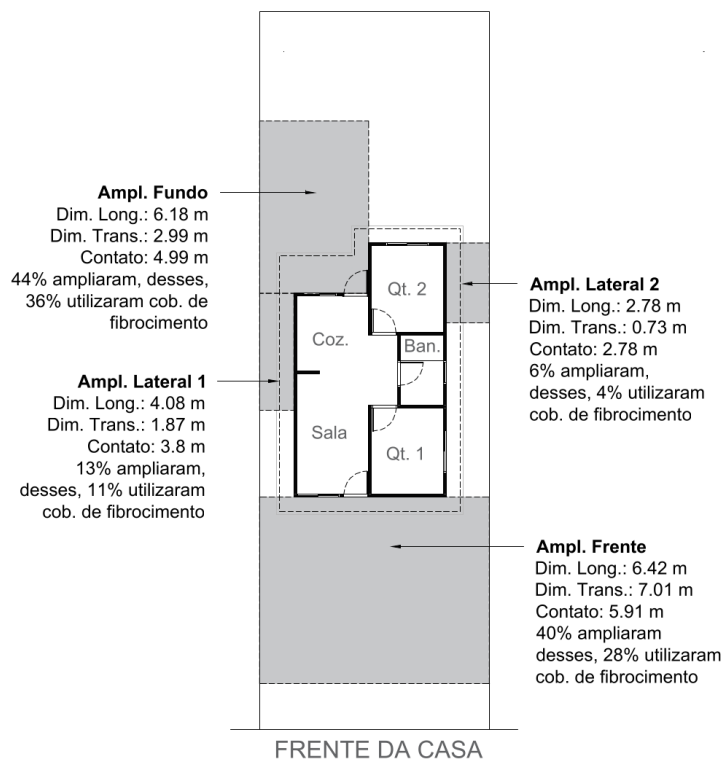 Ampl. Fundo
Dim. Long.: 6.18 m
Dim. Trans.: 2.99 m
Contato: 4.99 m
44% ampliaram, desses,
36% utilizaram cob. de
fibrocimento
Ampl. Lateral 1
Dim. Long.: 4.08 m
Dim. Trans.: 1.87 m
Contato: 3.8 m
13% ampliaram,
desses, 11% utilizaram
cob. de fibrocimento
Qt. 2
Coz.
Ban.
Sala
Qt. 1
Ampl. Lateral 2
Dim. Long.: 2.78 m
Dim. Trans.: 0.73 m
Contato: 2.78 m
6% ampliaram,
desses, 4% utilizaram
cob. de fibrocimento
Ampl. Frente
Dim. Long.: 6.42 m
Dim. Trans.: 7.01 m
Contato: 5.91 m
40% ampliaram
desses, 28% utilizaram
cob. de fibrocimento
FRENTE DA CASA